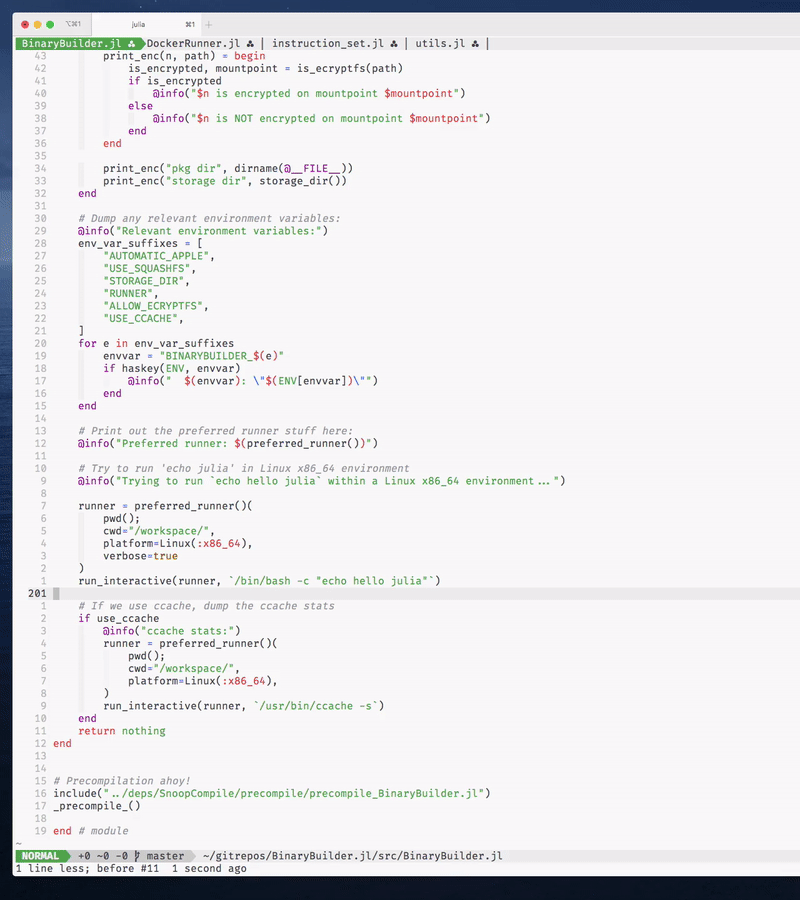 ⌥⌘1 julia ⌘1 +
BinaryBuilder.jl DockerRunner.jl | instruction_set.jl | utils.jl |
43 print_enc(n, path) = begin
42 is_encrypted, mountpoint = is_ecryptfs(path)
41 if is_encrypted
40 @info("$n is encrypted on mountpoint $mountpoint")
39 else
38 @info("$n is NOT encrypted on mountpoint $mountpoint")
37 end
36 end
35
34 print_enc("pkg dir", dirname(@__FILE__))
33 print_enc("storage dir", storage_dir())
32 end
31
30 # Dump any relevant environment variables:
29 @info("Relevant environment variables:")
28 env_var_suffixes = [
27 "AUTOMATIC_APPLE",
26 "USE_SQUASHFS",
25 "STORAGE_DIR",
24 "RUNNER",
23 "ALLOW_ECRYPTFS",
22 "USE_CCACHE",
21 ]
20 for e in env_var_suffixes
19 envvar = "BINARYBUILDER_$(e)"
18 if haskey(ENV, envvar)
17 @info("  $(envvar): \"$(ENV[envvar])\"")
16 end
15 end
14
13 # Print out the preferred runner stuff here:
12 @info("Preferred runner: $(preferred_runner())")
11
10 # Try to run 'echo julia' in Linux x86_64 environment
9 @info("Trying to run `echo hello julia` within a Linux x86_64 environment...")
8
7 runner = preferred_runner()(
6 pwd();
5 cwd="/workspace/",
4 platform=Linux(:x86_64),
3 verbose=true
2 )
1 run_interactive(runner, `/bin/bash -c "echo hello julia"`)
201
1 # If we use ccache, dump the ccache stats
2 if use_ccache
3 @info("ccache stats:")
4 runner = preferred_runner()(
5 pwd();
6 cwd="/workspace/",
7 platform=Linux(:x86_64),
8 )
9 run_interactive(runner, `/usr/bin/ccache -s`)
10 end
11 return nothing
12 end
13
14
15 # Precompilation ahoy!
16 include("../deps/SnoopCompile/precompile/precompile_BinaryBuilder.jl")
17 _precompile_()
18
19 end # module
~
NORMAL +0 ~0 -0 master ~/gitrepos/BinaryBuilder.jl/src/BinaryBuilder.jl
1 line less; before #11  1 second ago